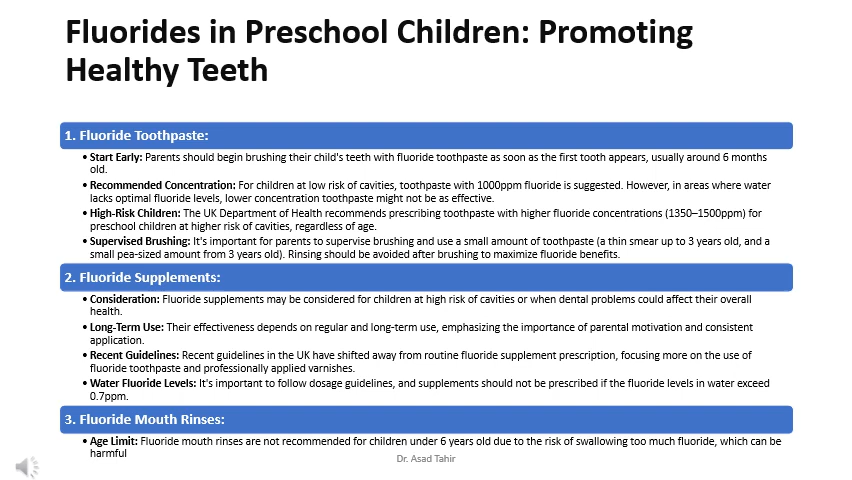 Fluorides in Preschool Children: Promoting
Healthy Teeth
1. Fluoride Toothpaste:
• Start Early: Parents should begin brushing their child's teeth with fluoride toothpaste as soon as the first tooth appears, usually around 6 months
old.
• Recommended Concentration: For children at low risk of cavities, toothpaste with 1000ppm fluoride is suggested. However, in areas where water
lacks optimal fluoride levels, lower concentration toothpaste might not be as effective.
• High-Risk Children: The UK Department of Health recommends prescribing toothpaste with higher fluoride concentrations (1350–1500ppm) for
preschool children at higher risk of cavities, regardless of age.
• Supervised Brushing: It's important for parents to supervise brushing and use a small amount of toothpaste (a thin smear up to 3 years old, and a
small pea-sized amount from 3 years old). Rinsing should be avoided after brushing to maximize fluoride benefits.
2. Fluoride Supplements:
• Consideration: Fluoride supplements may be considered for children at high risk of cavities or when dental problems could affect their overall
health.
• Long-Term Use: Their effectiveness depends on regular and long-term use, emphasizing the importance of parental motivation and consistent
application.
• Recent Guidelines: Recent guidelines in the UK have shifted away from routine fluoride supplement prescription, focusing more on the use of
fluoride toothpaste and professionally applied varnishes.
• Water Fluoride Levels: It's important to follow dosage guidelines, and supplements should not be prescribed if the fluoride levels in water exceed
0.7ppm.
3. Fluoride Mouth Rinses:
• Age Limit: Fluoride mouth rinses are not recommended for children under 6 years old due to the risk of swallowing too much fluoride, which can be
harmful
Dr. Asad Tahir